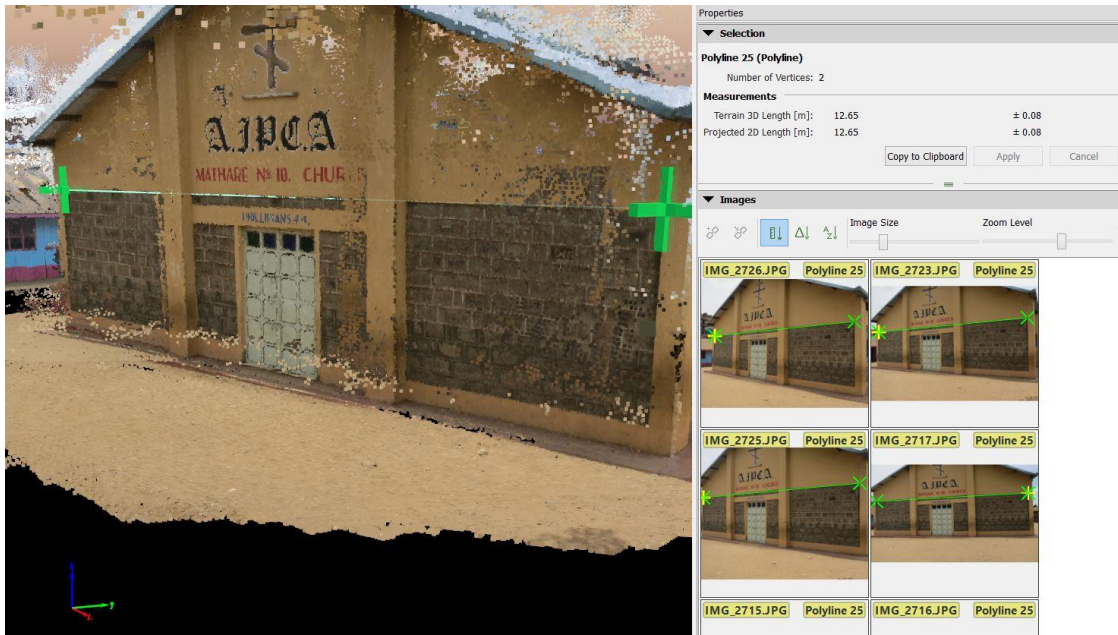 A.I.P.C.A
MATHARE № 10. CHURCH
Properties
Selection
Polyline 25 (Polyline)
Number of Vertices: 2
Measurements
Terrain 3D Length [m]: 12.65 ± 0.08
Projected 2D Length [m]: 12.65 ± 0.08
Copy to Clipboard Apply Cancel
Images
Image Size Zoom Level
IMG_2726.JPG Polyline 25 IMG_2723.JPG Polyline 25
IMG_2725.JPG Polyline 25 IMG_2717.JPG Polyline 25
IMG_2715.JPG Polyline 25 IMG_2716.JPG Polyline 25